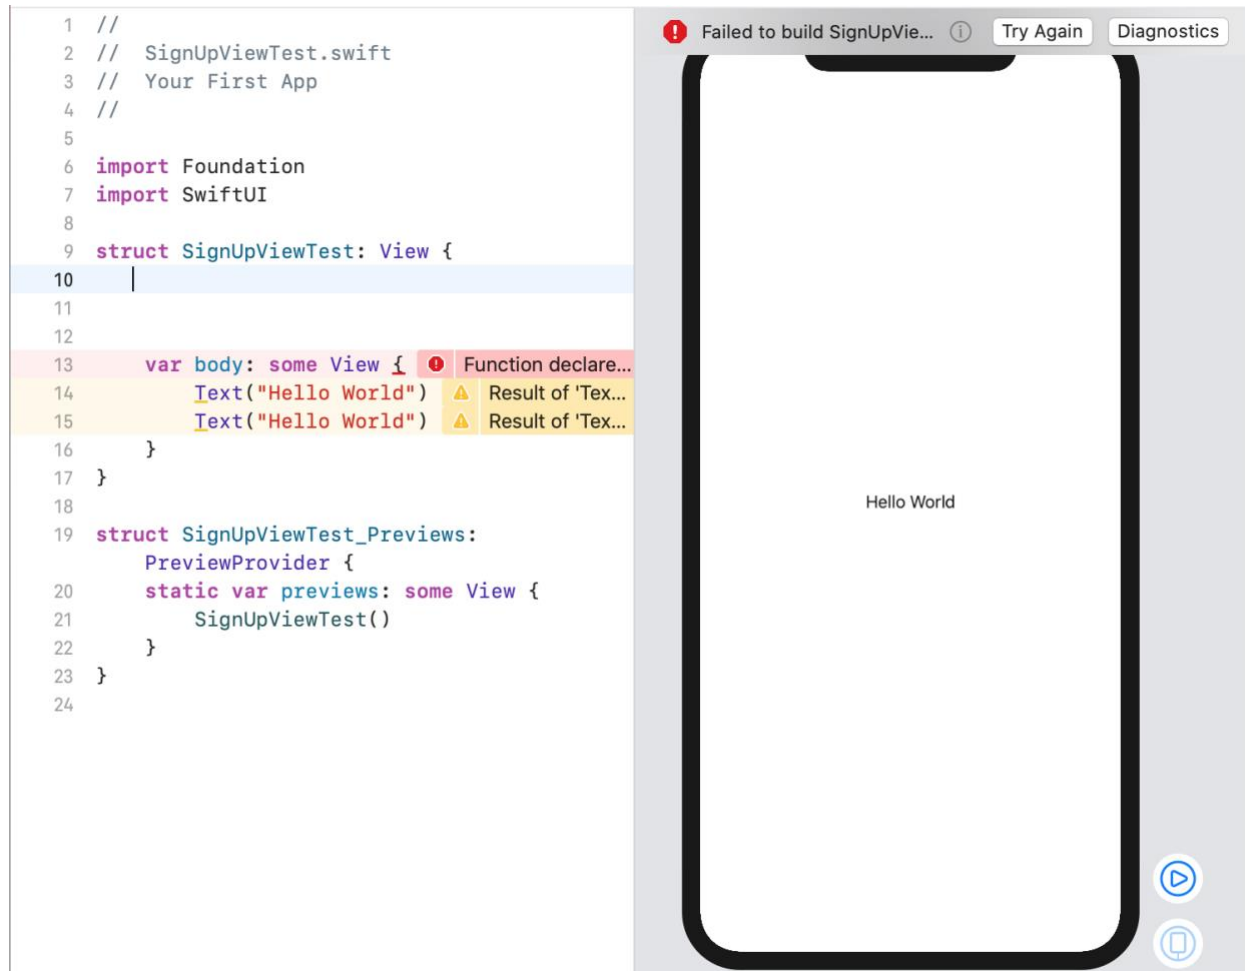 1 //
2 // SignUpViewTest.swift
3 // Your First App
4 //
5
6 import Foundation
7 import SwiftUI
8
9 struct SignUpViewTest: View {
10
11
12
13 var body: some View { Function declare...
14 Text("Hello World") Result of 'Tex...
15 Text("Hello World") Result of 'Tex...
16 }
17 }
18
19 struct SignUpViewTest_Previews:
PreviewProvider {
20 static var previews: some View {
21 SignUpViewTest()
22 }
23 }
24
Failed to build SignUpVie... Try Again Diagnostics
Hello World